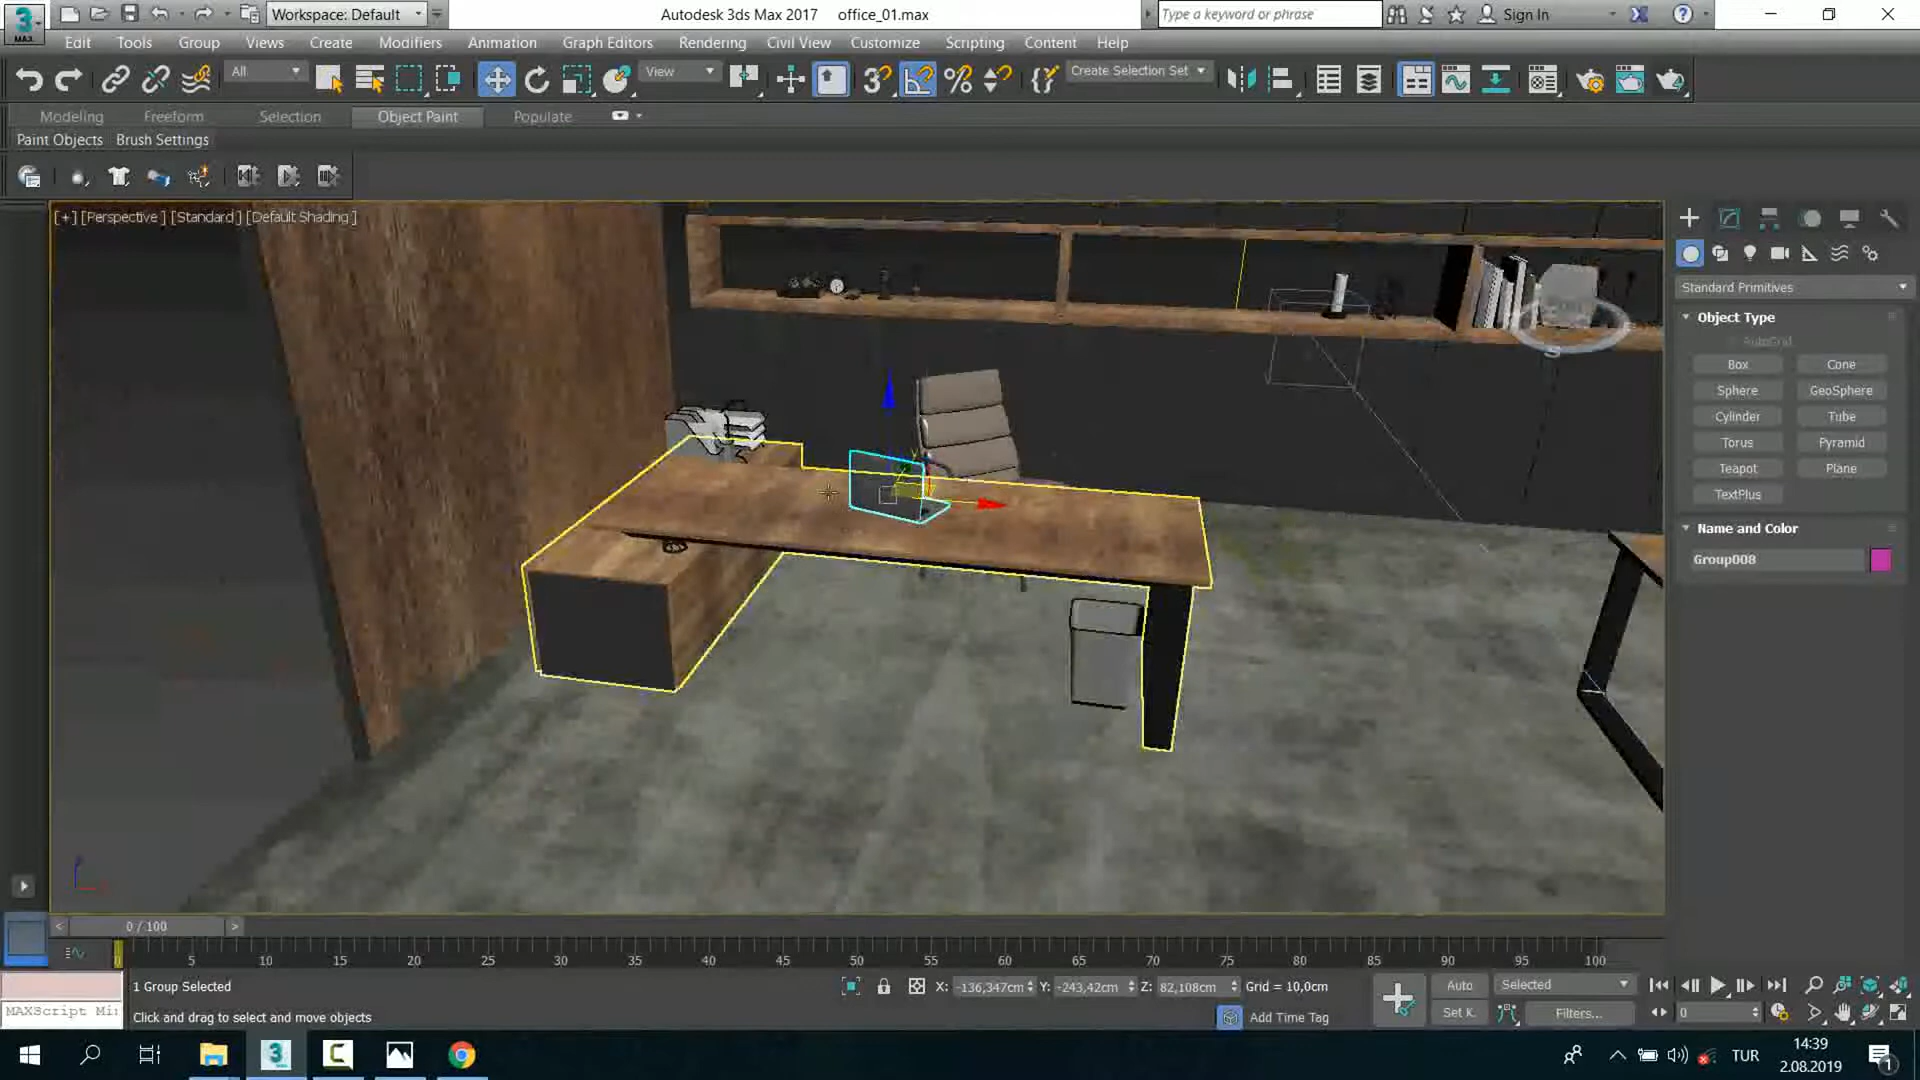 Workspace: Default
Autodesk 3ds Max 2017 office_01.max
Type a keyword or phrase
Sign In
MAX
Edit Tools Group Views Create Modifiers Animation Graph Editors Rendering Civil View Customize Scripting Content Help
All
View
Create Selection Set
Modeling Freeform Selection Object Paint Populate
Paint Objects Brush Settings
[+] [Perspective ] [Standard ] [Default Shading ]
Standard Primitives
Object Type
AutoGrid
Box Cone
Sphere GeoSphere
Cylinder Tube
Torus Pyramid
Teapot Plane
TextPlus
Name and Color
Group008
S
< 0 / 100 >
0 5 10 15 20 25 30 35 40 45 50 55 60 65 70 75 80 85 90 95 100
1 Group Selected
X: -136,347cm Y: -243,42cm Z: 82,108cm Grid = 10,0cm
Auto Selected
MAXScript Mi
Click and drag to select and move objects
Add Time Tag
Set K. Filters...
0
TUR
14:39
2.08.2019
1